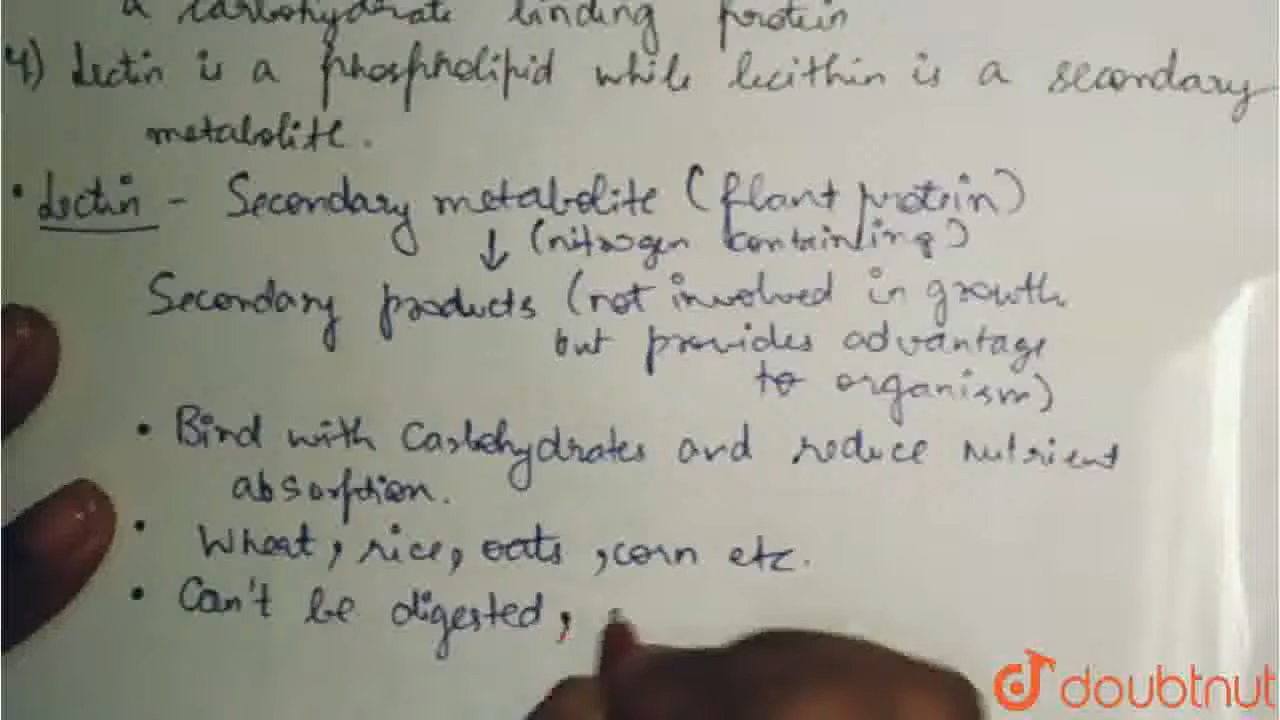 a carbohydrate binding protein
4) Lectin is a phospholipid while lecithin is a secondary
metabolite.
• Lectin - Secondary metabolite (Plant protein)
↓ (nitrogen containing)
Secondary products (not involved in growth
but provides advantage
to organism)
• Bind with Carbohydrates and reduce nutrient
absorption.
• Wheat, rice, oats, corn etc.
• Can't be digested,
doubtnut